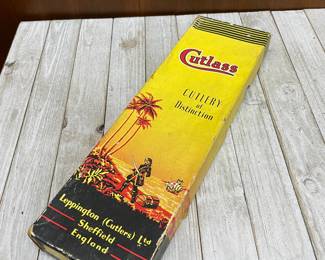 Cutlass
CUTLERY
of
Distinction
Leppington (Cutlers) Ltd
Sheffield
England